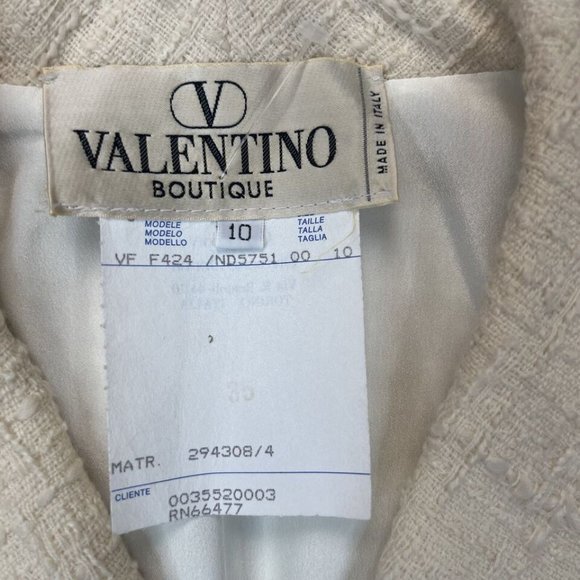 V
VALENTINO
BOUTIQUE
MADE IN ITALY
MODELE
MODELO
MODELLO
10
TAILLE
TALLA
TAGLIA
VF F424 /ND5751 00 10
MATR. 294308/4
CLIENTE 0035520003
RN66477